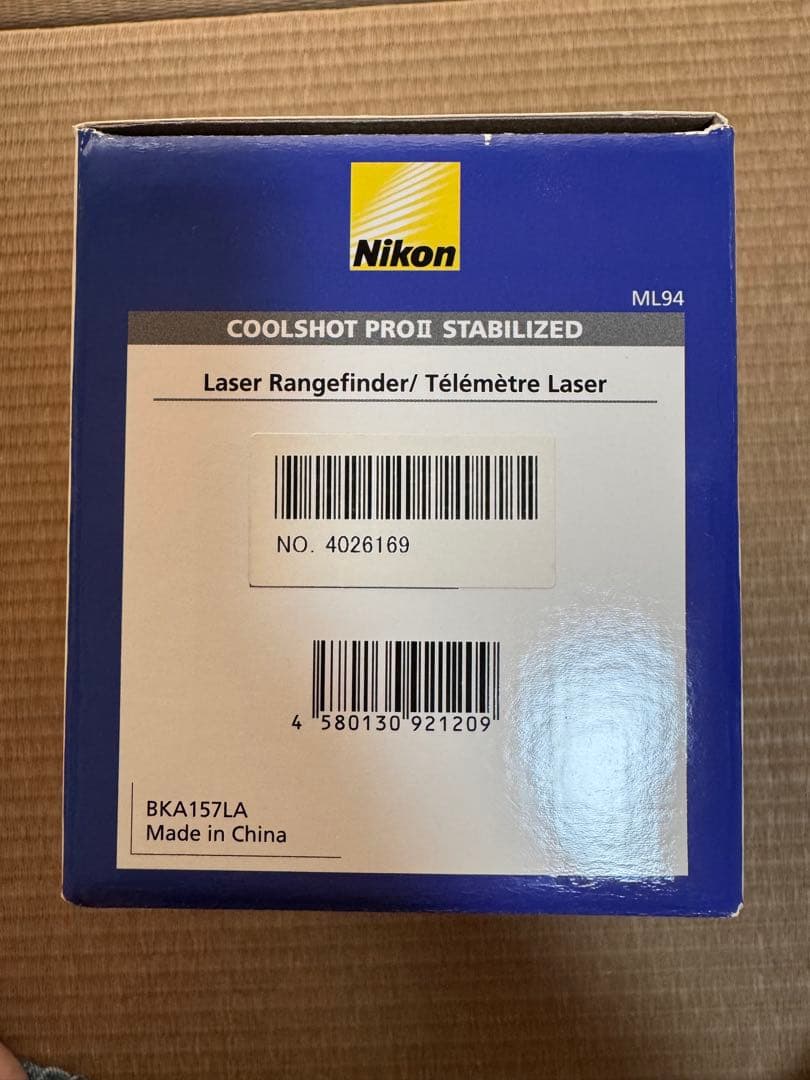 Nikon
ML94
COOLSHOT PROⅡ STABILIZED
Laser Rangefinder/ Télémètre Laser
NO. 4026169
4 580130 921209
BKA157LA
Made in China